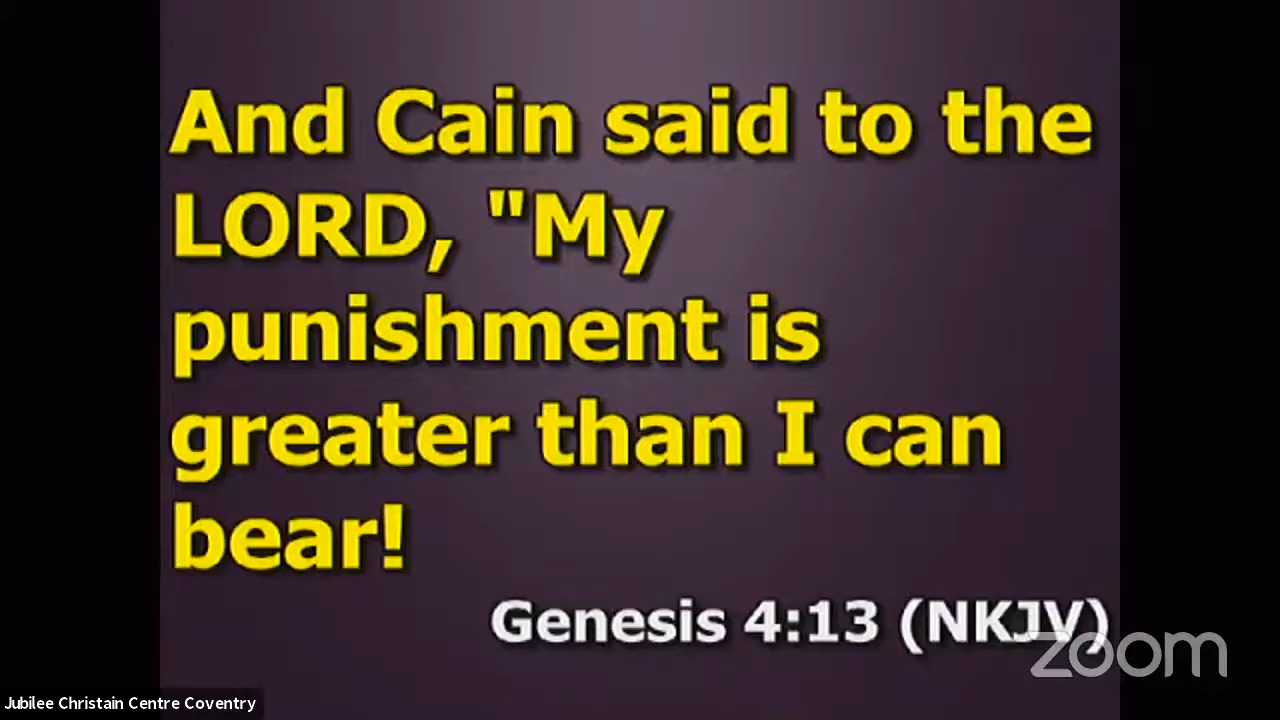 And Cain said to the
LORD, "My
punishment is
greater than I can
bear!
Genesis 4:13 (NKJV)
zoom
Jubilee Christain Centre Coventry